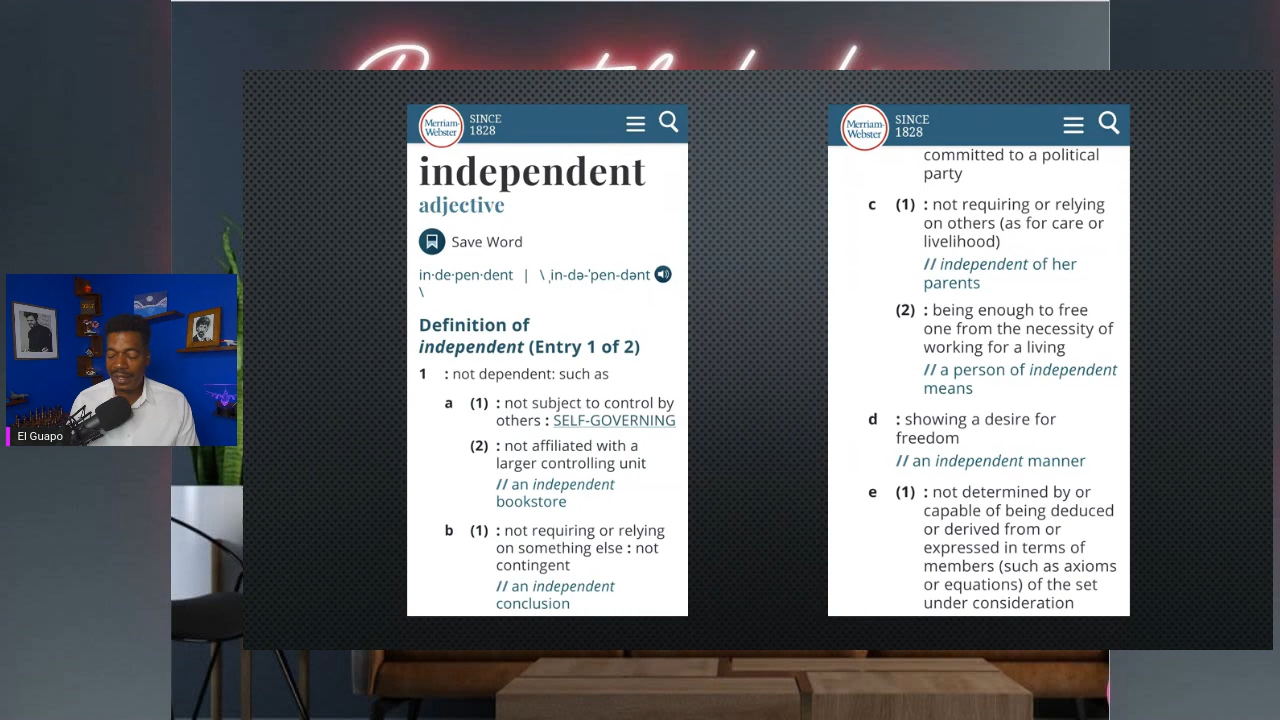 Merriam-
Webster
SINCE
1828
independent
adjective
Save Word
in·de·pen·dent | \ ˌin-də-ˈpen-dənt
\
Definition of
independent (Entry 1 of 2)
1 : not dependent: such as
a (1) : not subject to control by
others : SELF-GOVERNING
(2) : not affiliated with a
larger controlling unit
// an independent
bookstore
b (1) : not requiring or relying
on something else : not
contingent
// an independent
conclusion
Merriam-
Webster
SINCE
1828
committed to a political
party
c (1) : not requiring or relying
on others (as for care or
livelihood)
// independent of her
parents
(2) : being enough to free
one from the necessity of
working for a living
// a person of independent
means
d : showing a desire for
freedom
// an independent manner
e (1) : not determined by or
capable of being deduced
or derived from or
expressed in terms of
members (such as axioms
or equations) of the set
under consideration
El Guapo